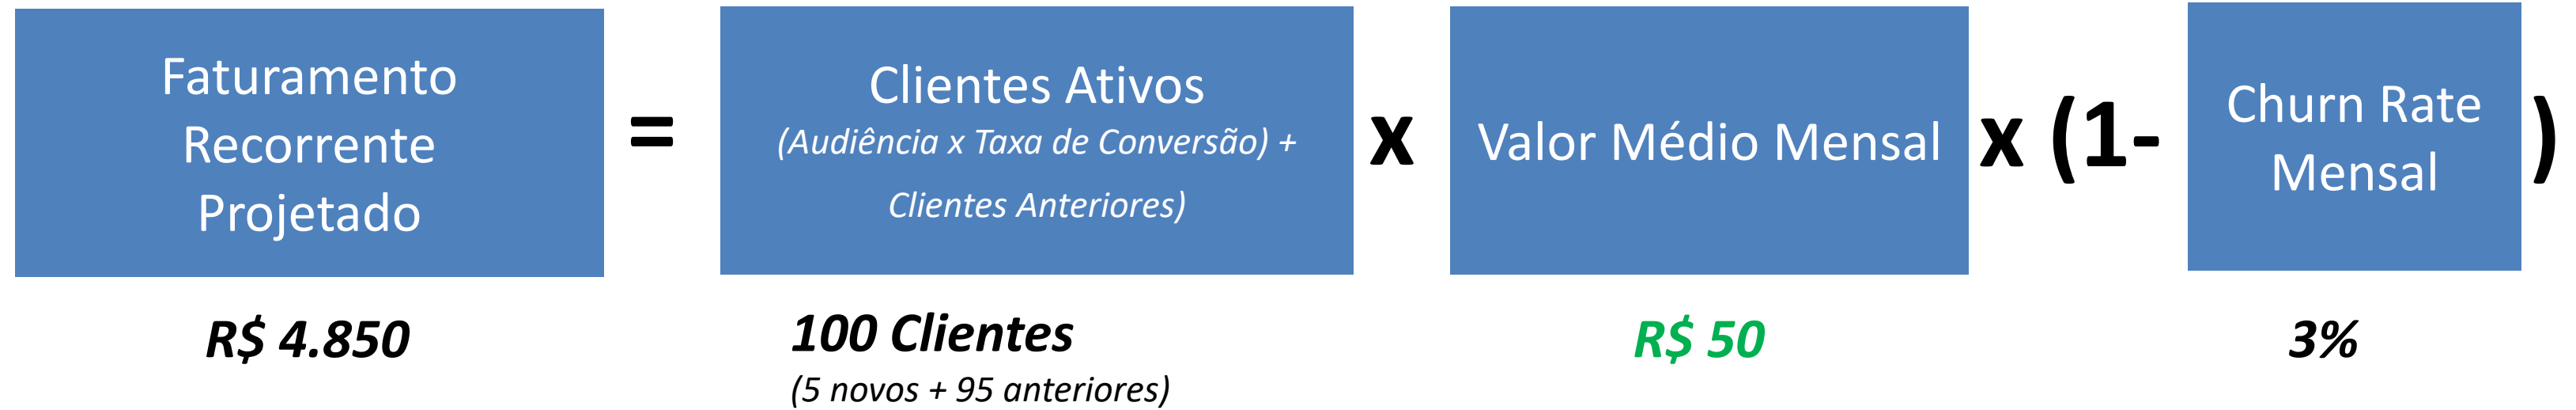 Faturamento
Recorrente
Projetado
=
Clientes Ativos
(Audiência x Taxa de Conversão) +
Clientes Anteriores)
x
Valor Médio Mensal
x (1-
Churn Rate
Mensal
)
R$ 4.850
100 Clientes
(5 novos + 95 anteriores)
R$ 50
3%